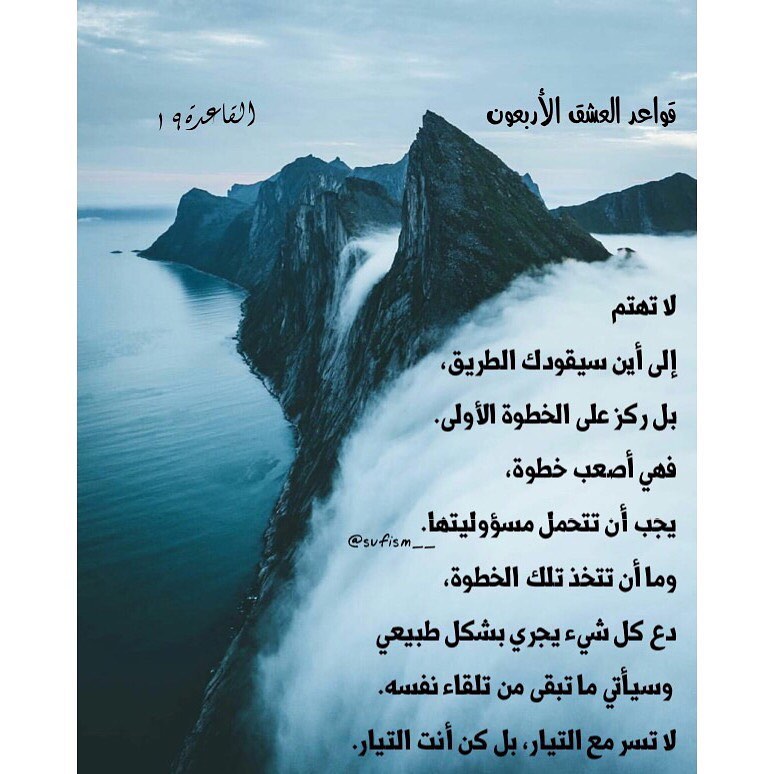 قواعد العشق الأربعون
القاعدة ١٩
لا تهتم
إلى أين سيقودك الطريق،
بل ركز على الخطوة الأولى.
فهي أصعب خطوة،
يجب أن تتحمل مسؤوليتها.
@sufism__
وما أن تتخذ تلك الخطوة،
دع كل شيء يجري بشكل طبيعي
وسيأتي ما تبقى من تلقاء نفسه.
لا تسر مع التيار، بل كن أنت التيار.